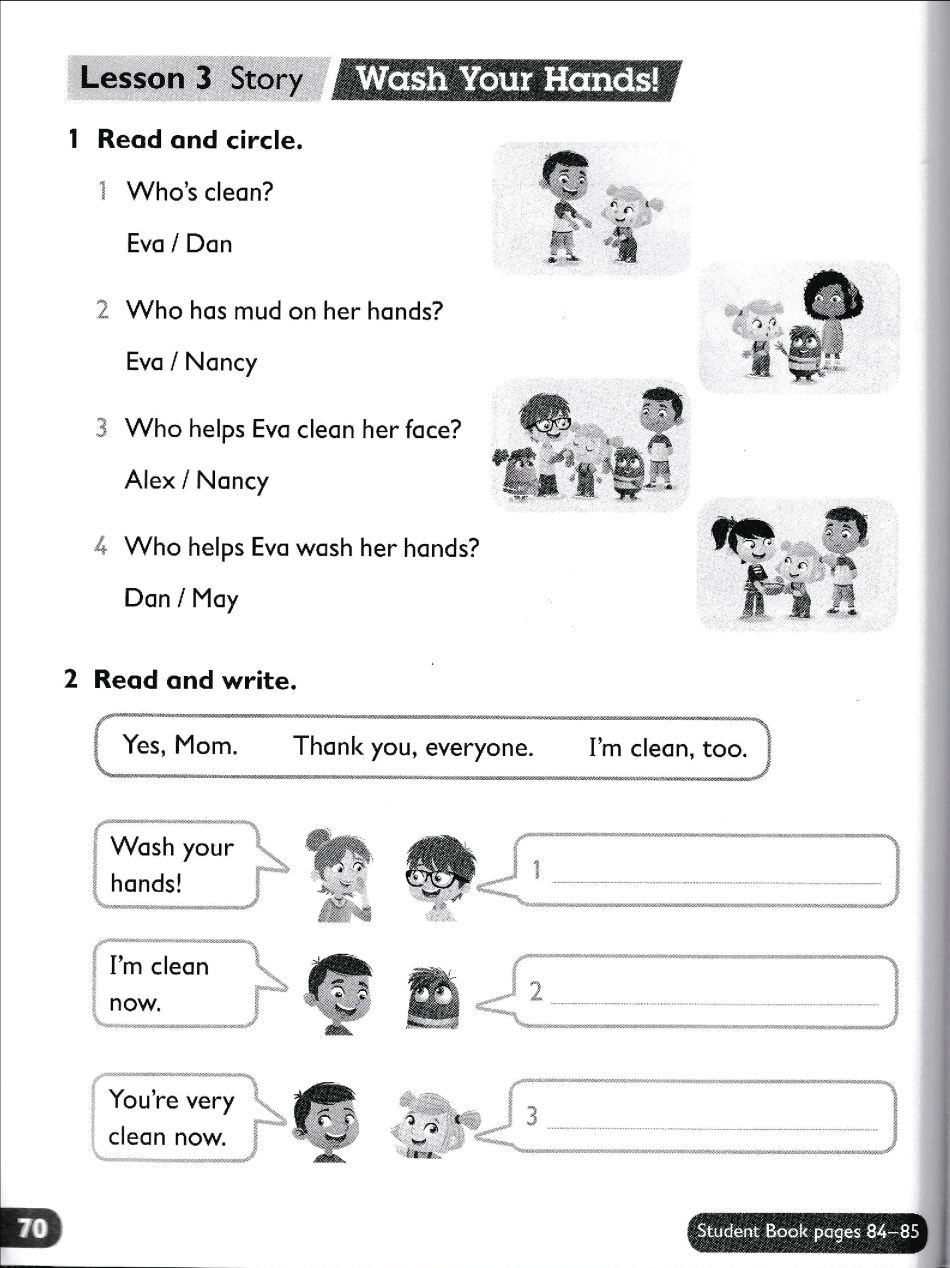 Lesson 3 Story Wash Your Hands!
1 Read and circle.
1 Who's clean?
Eva / Dan
2 Who has mud on her hands?
Eva / Nancy
3 Who helps Eva clean her face?
Alex / Nancy
4 Who helps Eva wash her hands?
Dan / May
2 Read and write.
Yes, Mom. Thank you, everyone. I'm clean, too.
Wash your
hands!
1
I'm clean
now.
2
You're very
clean now.
3
70
Student Book pages 84–85